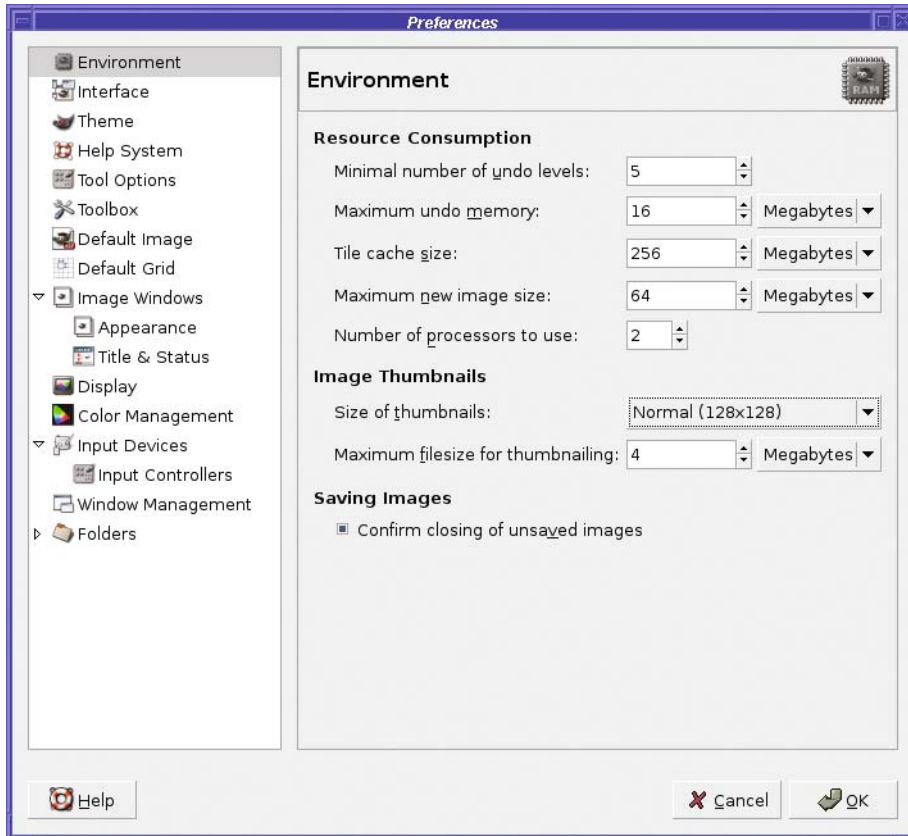 Preferences
Environment
Interface
Theme
Help System
Tool Options
Toolbox
Default Image
Default Grid
Image Windows
Appearance
Title & Status
Display
Color Management
Input Devices
Input Controllers
Window Management
Folders
Environment
RAM
Resource Consumption
Minimal number of undo levels: 5
Maximum undo memory: 16 Megabytes
Tile cache size: 256 Megabytes
Maximum new image size: 64 Megabytes
Number of processors to use: 2
Image Thumbnails
Size of thumbnails: Normal (128x128)
Maximum filesize for thumbnailing: 4 Megabytes
Saving Images
Confirm closing of unsaved images
Help
Cancel
OK